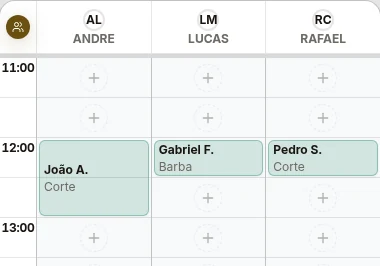 AL LM RC
ANDRE LUCAS RAFAEL
11:00
12:00
Gabriel F. Pedro S.
Barba Corte
João A.
Corte
13:00